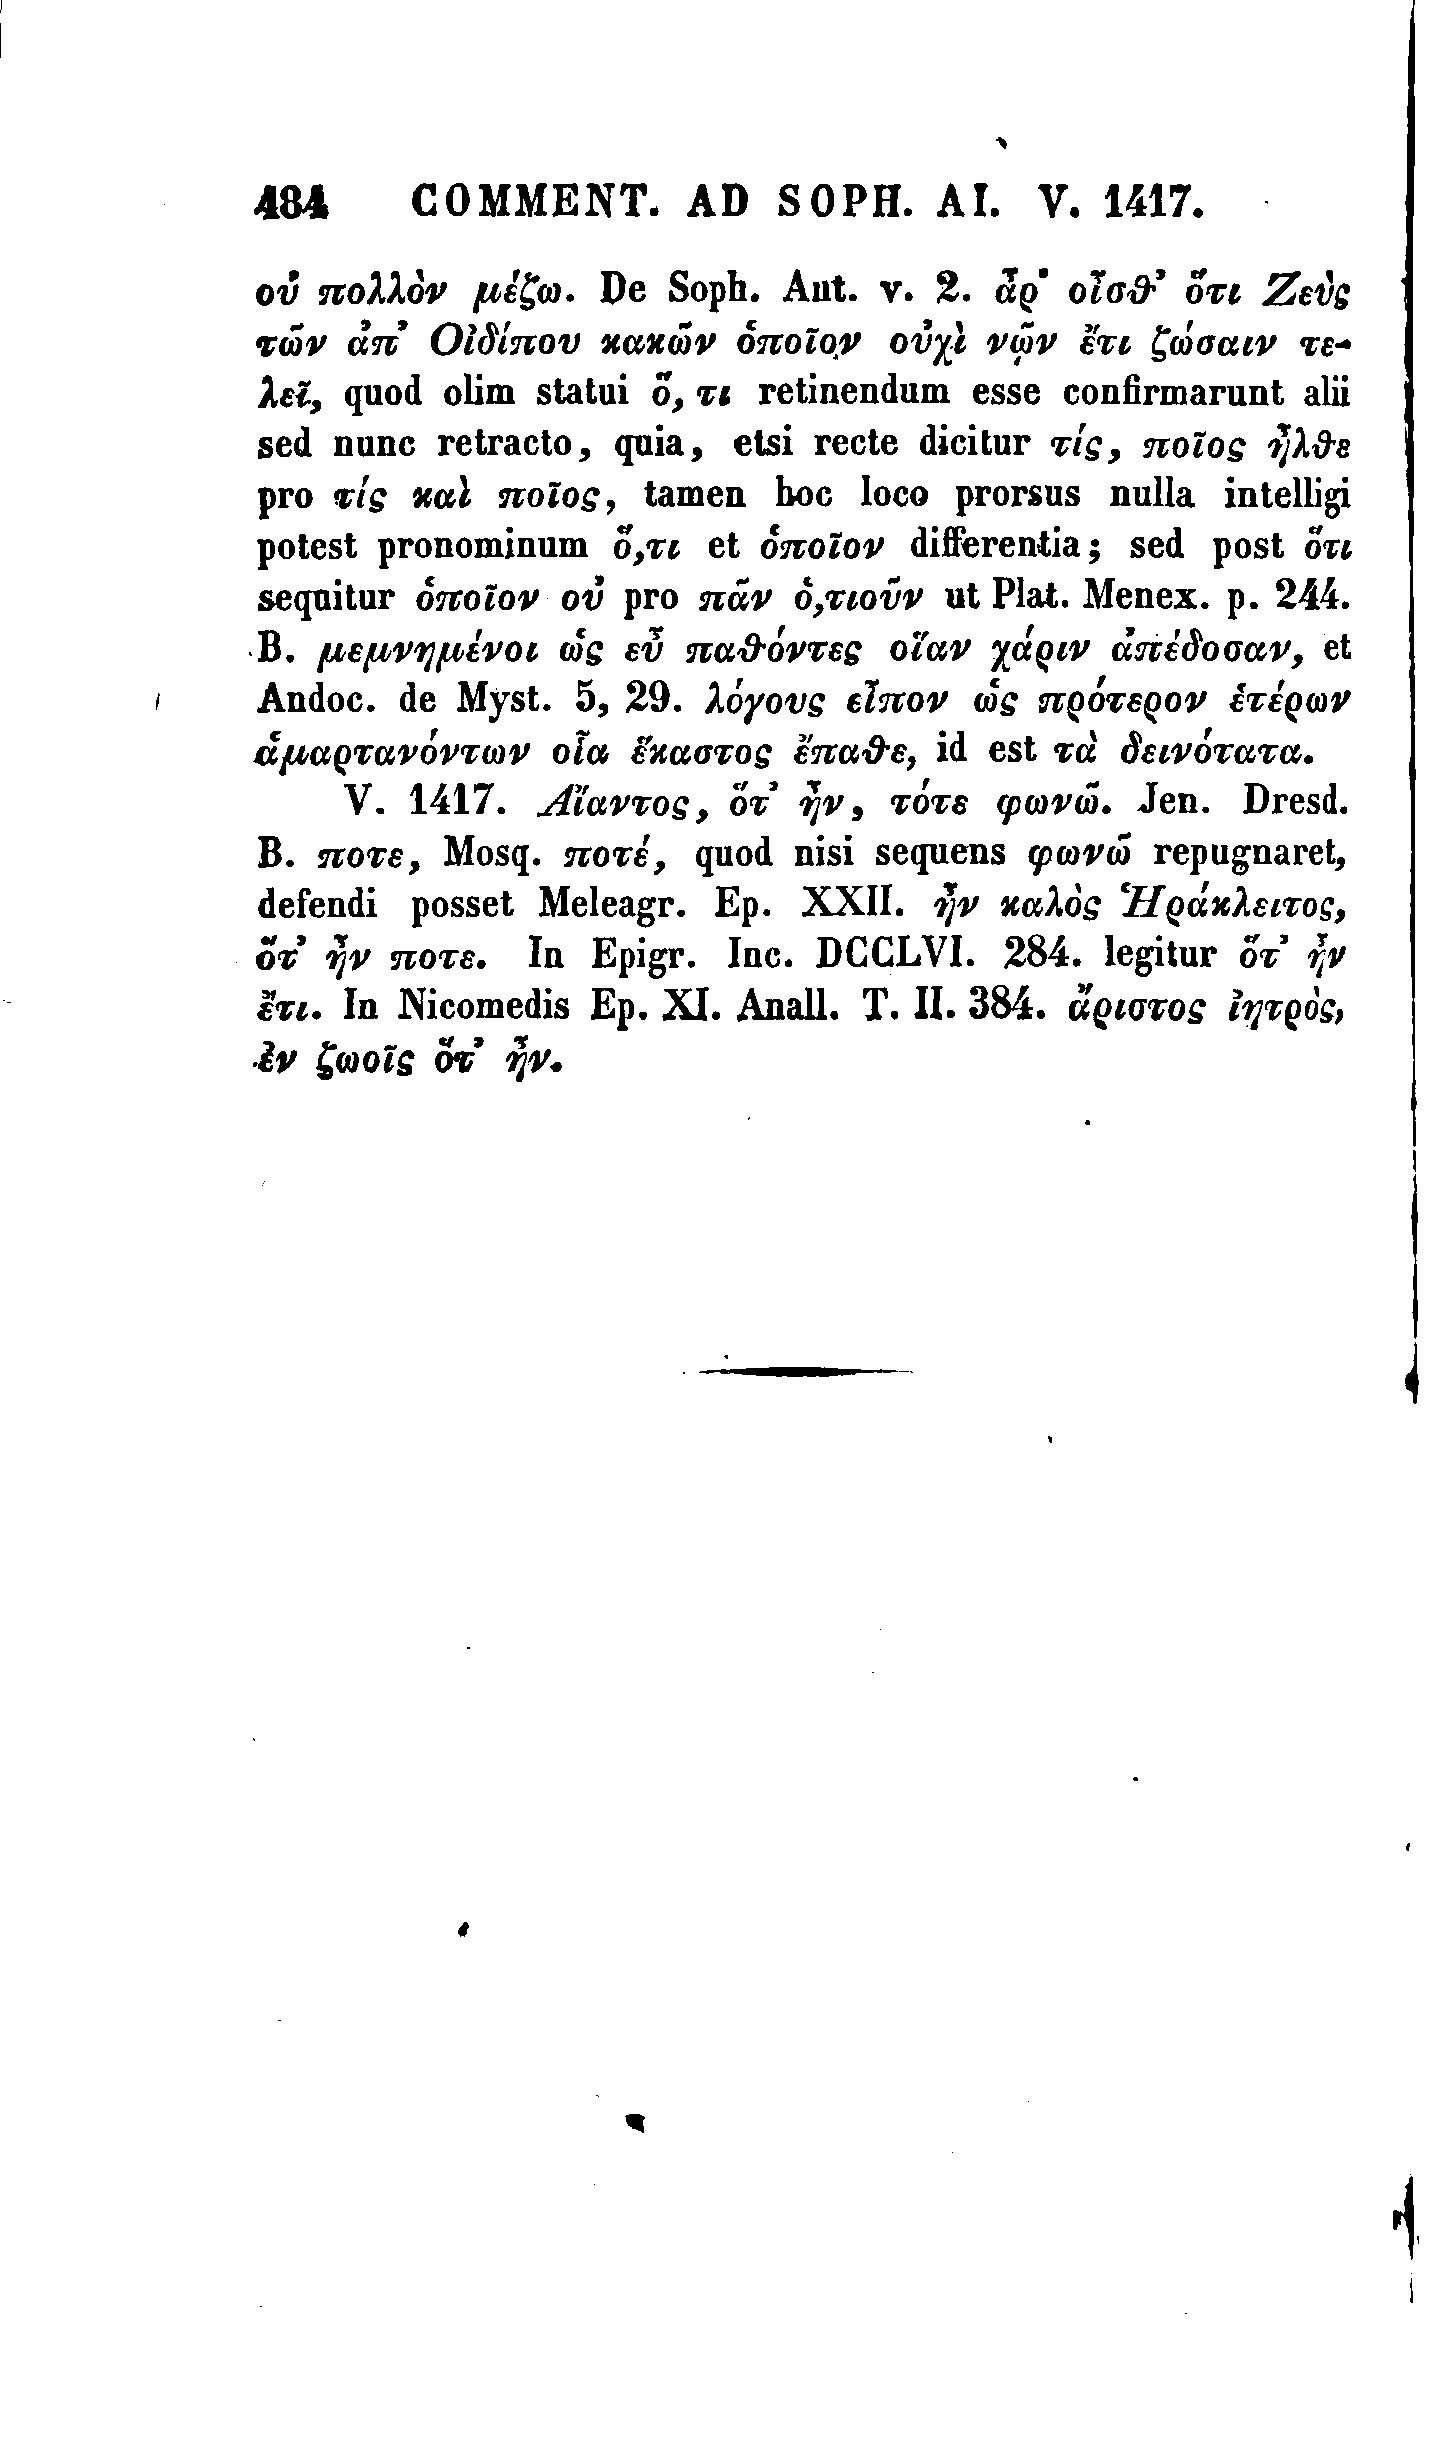 484 COMMENT. AD SOPH. AI. V. 1417.
οὐ πολλὸν μέζω. De Soph. Ant. v. 2. ἆρ' οἶσθ' ὅτι Ζεὺς
τῶν ἀπ' Οἰδίπου κακῶν ὁποῖον οὐχὶ νῷν ἔτι ζώσαιν τε-
λεῖ, quod olim statui ὅ, τι retinendum esse confirmarunt alii
sed nunc retracto, quia, etsi recte dicitur τίς, ποῖος ἦλθε
pro τίς καὶ ποῖος, tamen hoc loco prorsus nulla intelligi
potest pronominum ὅ,τι et ὁποῖον differentia; sed post ὅτι
sequitur ὁποῖον οὐ pro πᾶν ὁ,τιοῦν ut Plat. Menex. p. 244.
B. μεμνημένοι ὡς εὖ παθόντες οἵαν χάριν ἀπέδοσαν, et
Andoc. de Myst. 5, 29. λόγους εἶπον ὡς πρότερον ἑτέρων
ἁμαρτανόντων οἷα ἕκαστος ἔπαθε, id est τὰ δεινότατα.
V. 1417. Αἴαντος, ὅτ' ἦν, τότε φωνῶ. Jen. Dresd.
B. ποτε, Mosq. ποτέ, quod nisi sequens φωνῶ repugnaret,
defendi posset Meleagr. Ep. XXII. ἦν καλὸς Ἡράκλειτος,
ὅτ' ἦν ποτε. In Epigr. Inc. DCCLVI. 284. legitur ὅτ' ἦν
ἔτι. In Nicomedis Ep. XI. Anall. T. II. 384. ἄριστος ἰητρὸς,
ἐν ζωοῖς ὅτ' ἦν.